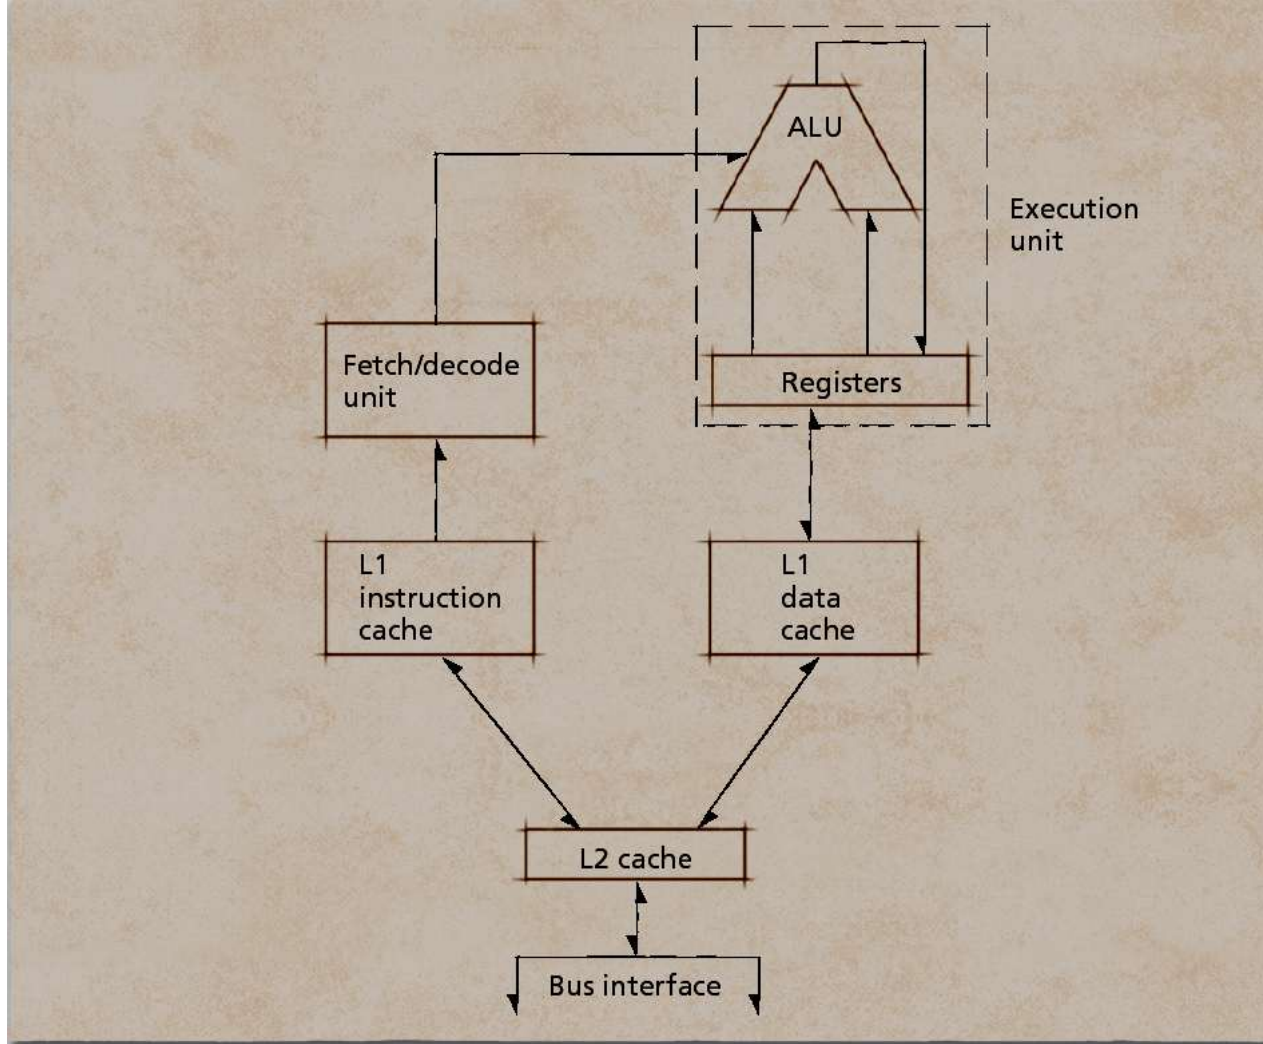 ALU
Execution
unit
Fetch/decode
unit
Registers
L1
instruction
cache
L1
data
cache
L2 cache
Bus interface